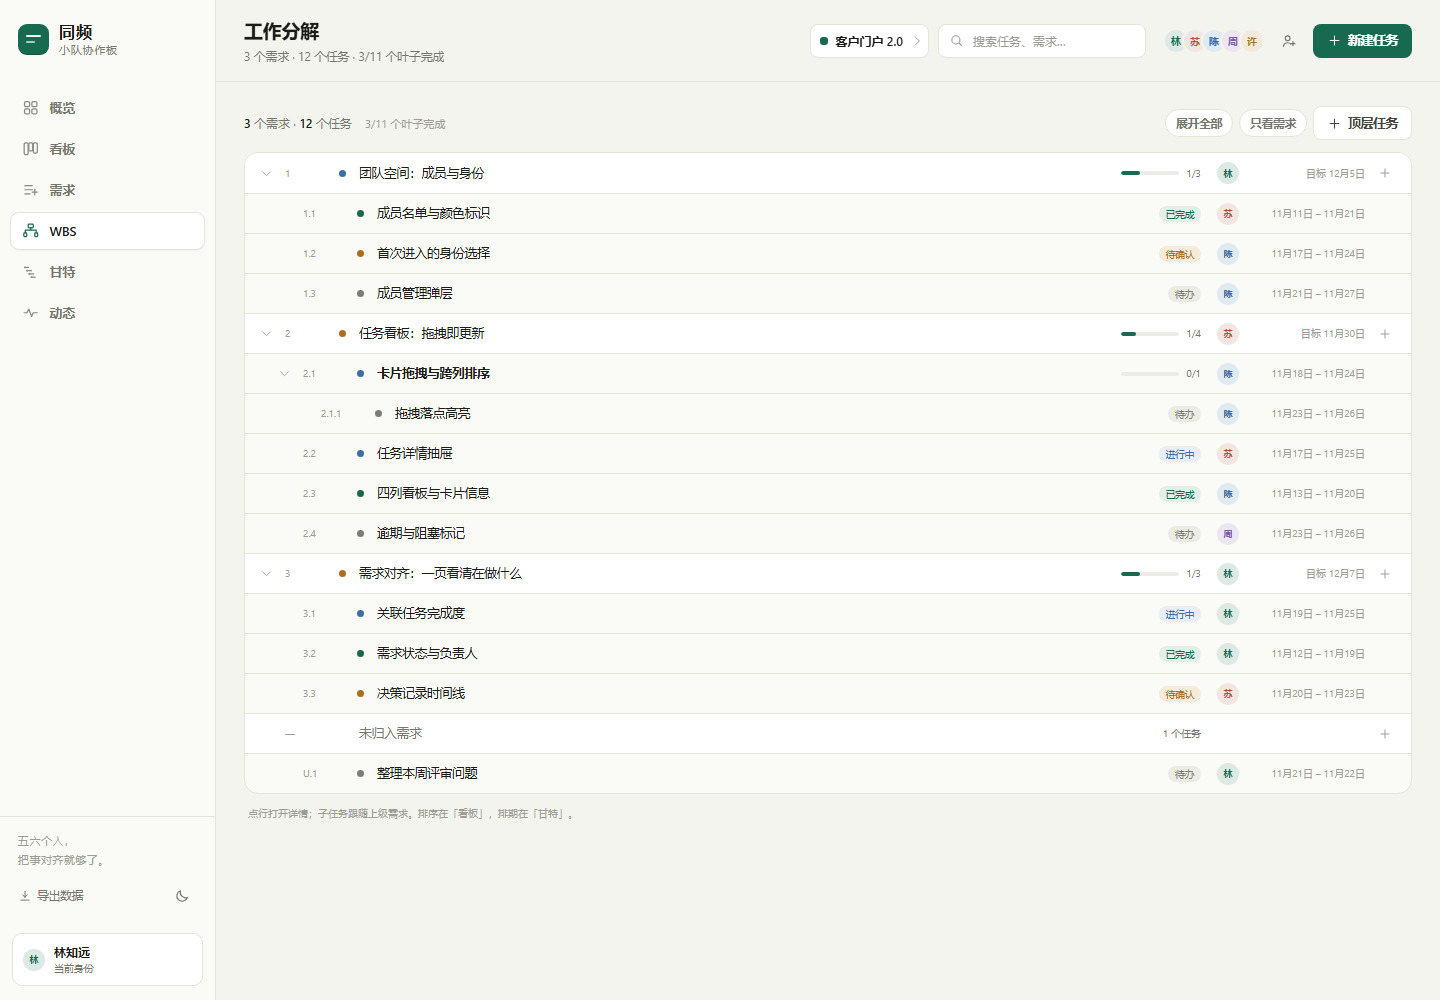 同频
小队协作板
概览
看板
需求
WBS
甘特
动态
五六个人，
把事对齐就够了。
导出数据
林 林知远
当前身份
工作分解
3 个需求 · 12 个任务 · 3/11 个叶子完成
客户门户 2.0
搜索任务、需求...
林 苏 陈 周 许
新建任务
3 个需求 · 12 个任务 3/11 个叶子完成
展开全部 只看需求 顶层任务
1 团队空间：成员与身份 1/3 林 目标 12月5日
1.1 成员名单与颜色标识 已完成 苏 11月11日 – 11月21日
1.2 首次进入的身份选择 待确认 陈 11月17日 – 11月24日
1.3 成员管理弹层 待办 陈 11月21日 – 11月27日
2 任务看板：拖拽即更新 1/4 苏 目标 11月30日
2.1 卡片拖拽与跨列排序 0/1 陈 11月18日 – 11月24日
2.1.1 拖拽落点高亮 待办 陈 11月23日 – 11月26日
2.2 任务详情抽屉 进行中 苏 11月17日 – 11月25日
2.3 四列看板与卡片信息 已完成 陈 11月13日 – 11月20日
2.4 逾期与阻塞标记 待办 周 11月23日 – 11月26日
3 需求对齐：一页看清在做什么 1/3 林 目标 12月7日
3.1 关联任务完成度 进行中 林 11月19日 – 11月25日
3.2 需求状态与负责人 已完成 林 11月12日 – 11月19日
3.3 决策记录时间线 待确认 苏 11月20日 – 11月23日
— 未归入需求 1 个任务
U.1 整理本周评审问题 待办 林 11月21日 – 11月22日
点行打开详情；子任务跟随上级需求。排序在「看板」，排期在「甘特」。